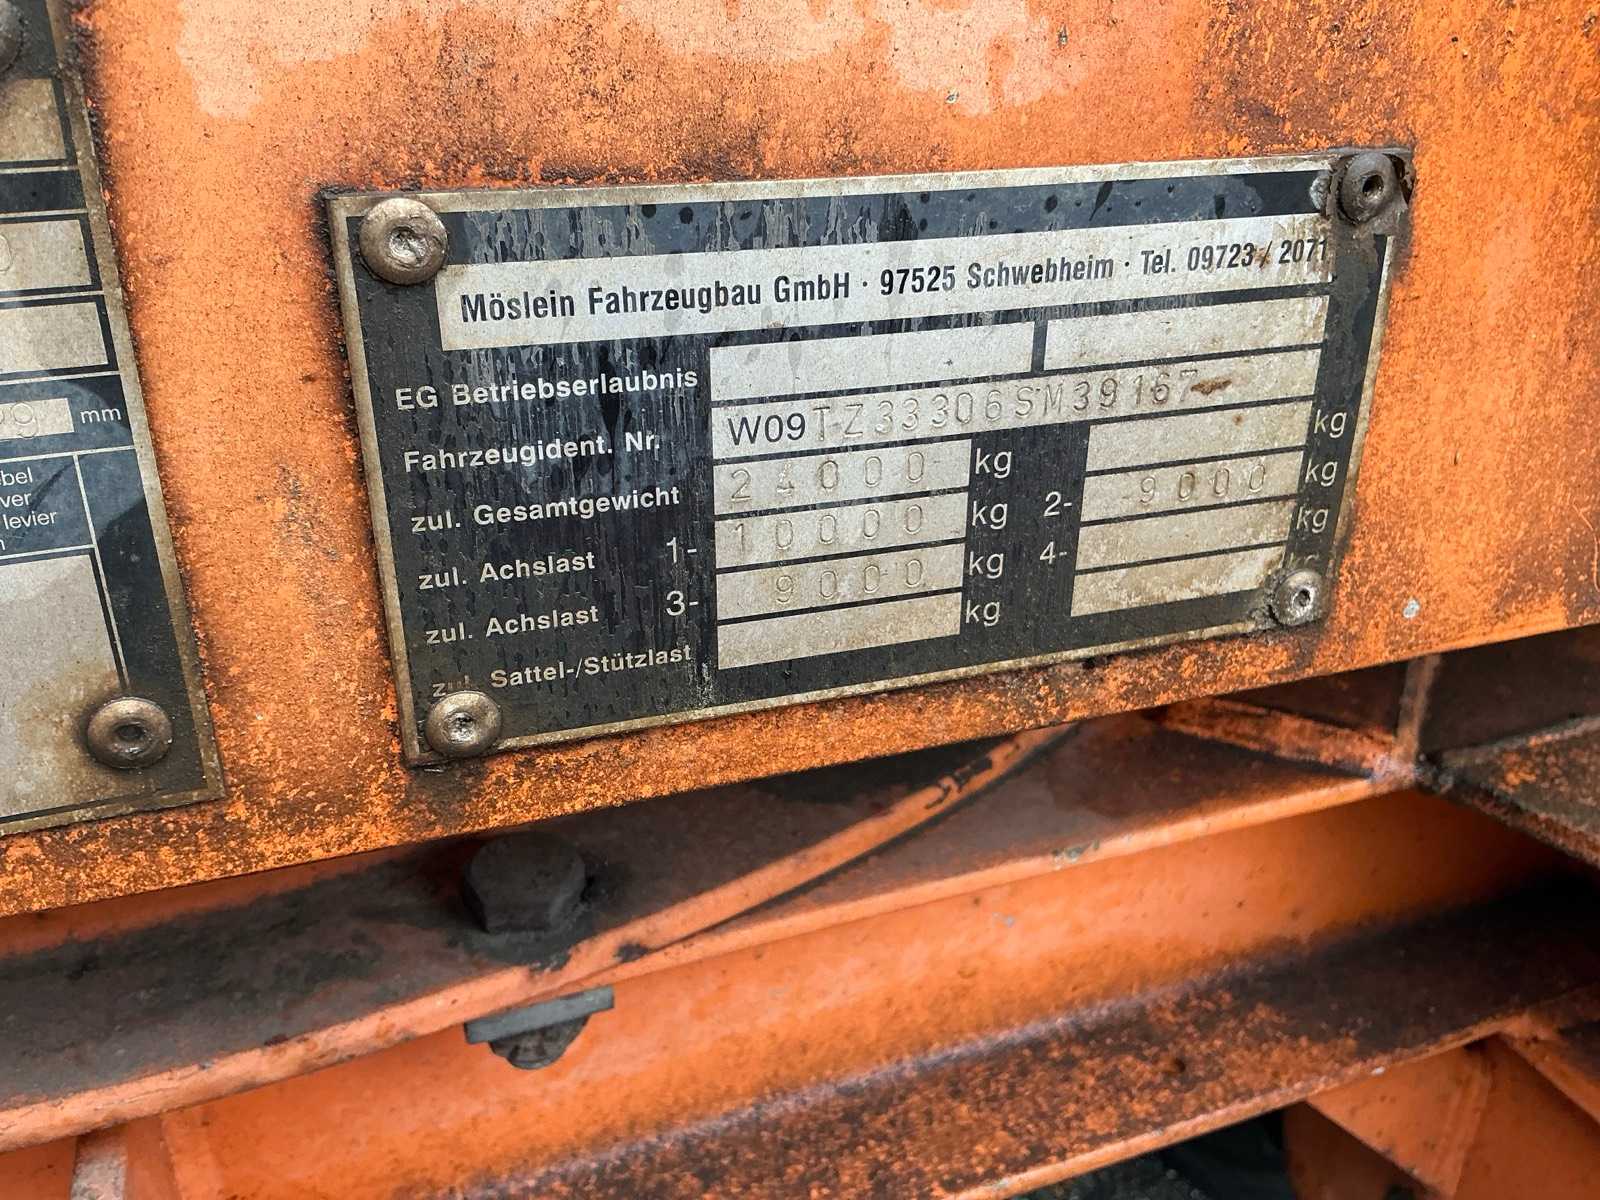 Möslein Fahrzeugbau GmbH · 97525 Schwebheim · Tel. 09723 / 2071
EG Betriebserlaubnis
Fahrzeugident. Nr. W09TZ33306SM39167
zul. Gesamtgewicht 24000 kg kg
zul. Achslast 1- 10000 kg 2- 9000 kg
zul. Achslast 3- 9000 kg 4- kg
zul. Sattel-/Stützlast kg kg
mm
levier